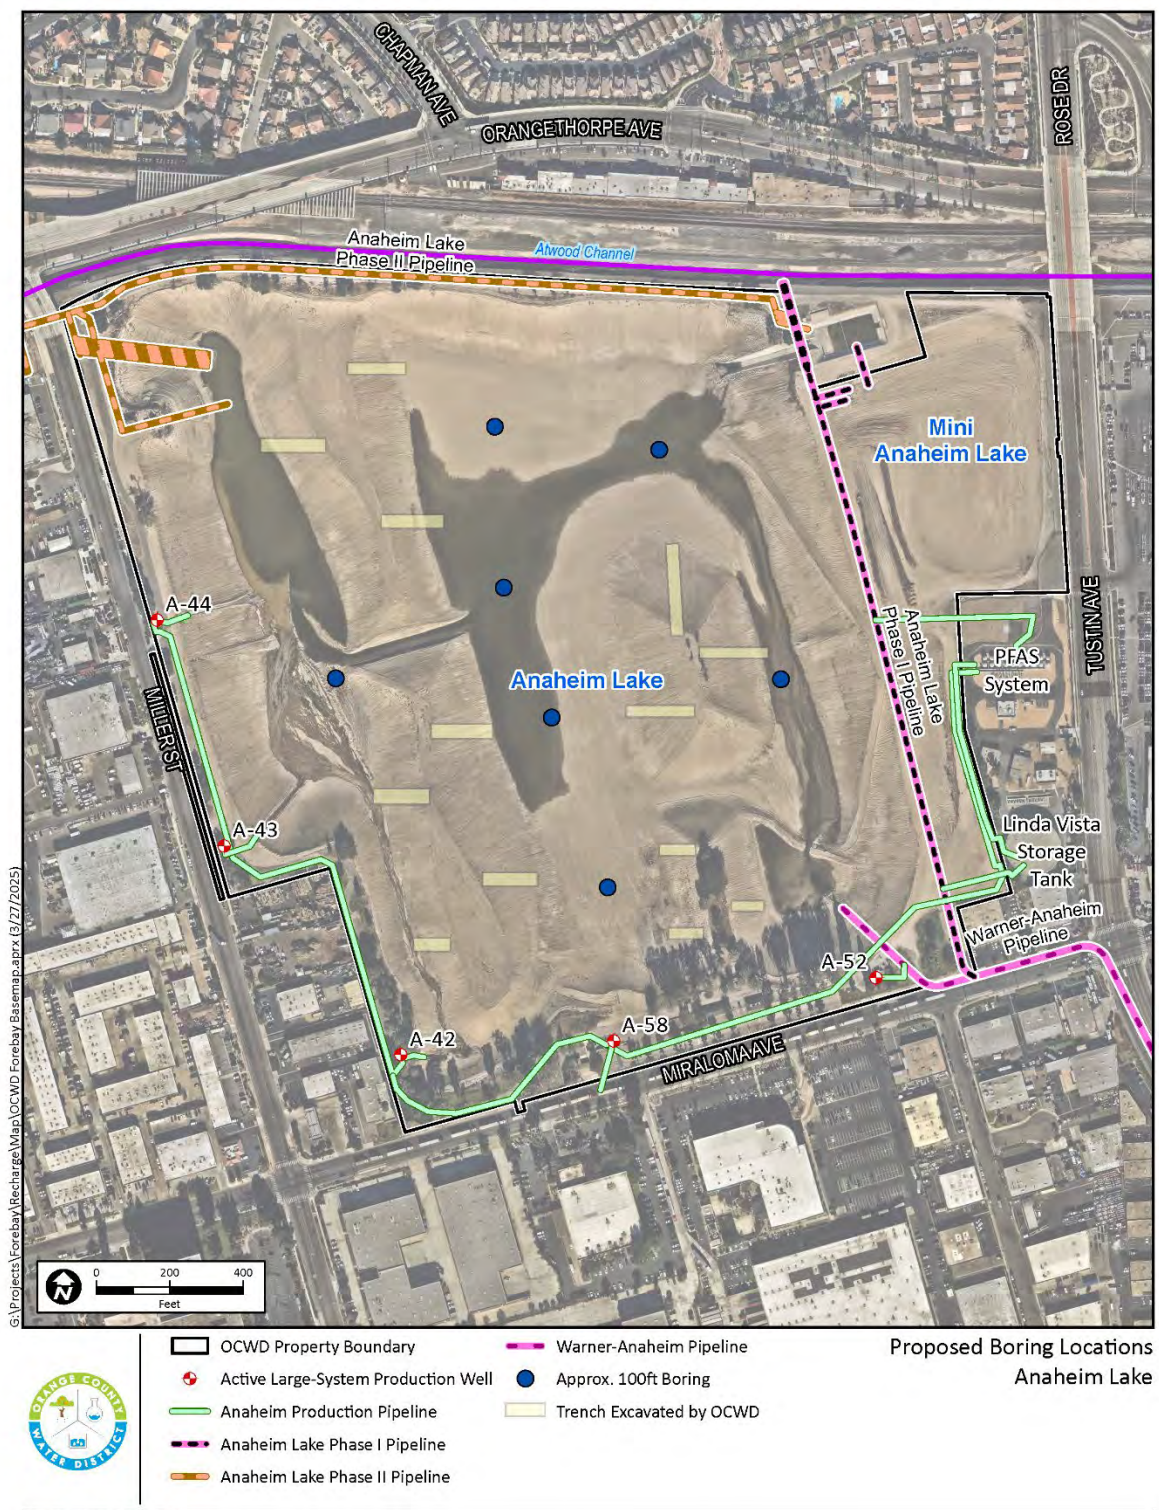 CHAPMAN AVE
ORANGETHORPE AVE
ROSE DR
Anaheim Lake
Phase II Pipeline
Atwood Channel
Mini
Anaheim Lake
A-44
Anaheim Lake
Phase I Pipeline
PFAS
System
TUSTIN AVE
Anaheim Lake
MILLER ST
A-43
Linda Vista
Storage
Tank
Warner-Anaheim
Pipeline
A-52
A-42
A-58
MIRALOMA AVE
G:\Projects\Forebay\Recharge\Map\OCWD Forebay Basemap.aprx (3/27/2025)
N
0 200 400
Feet
OCWD Property Boundary
Active Large-System Production Well
Anaheim Production Pipeline
Anaheim Lake Phase I Pipeline
Anaheim Lake Phase II Pipeline
Warner-Anaheim Pipeline
Approx. 100ft Boring
Trench Excavated by OCWD
Proposed Boring Locations
Anaheim Lake
ORANGE COUNTY
WATER DISTRICT